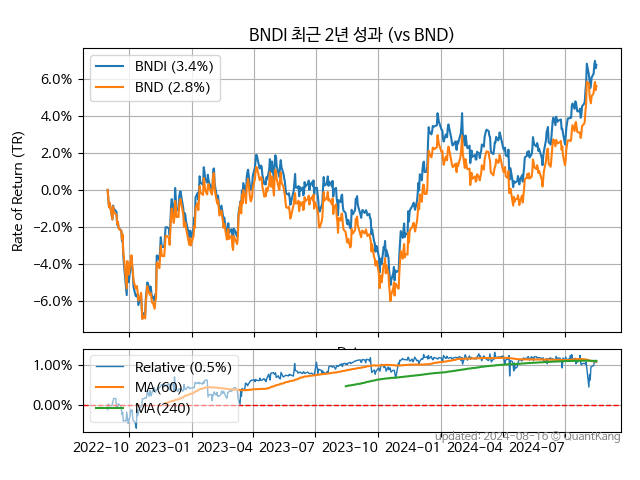 BNDI 최근 2년 성과 (vs BND)
BNDI (3.4%)
BND (2.8%)
Rate of Return (TR)
6.0%
4.0%
2.0%
0.0%
-2.0%
-4.0%
-6.0%
Relative (0.5%)
MA(60)
MA(240)
1.00%
0.00%
2022-10 2023-01 2023-04 2023-07 2023-10 2024-01 2024-04 2024-07
updated: 2024-08-16 © QuantKang